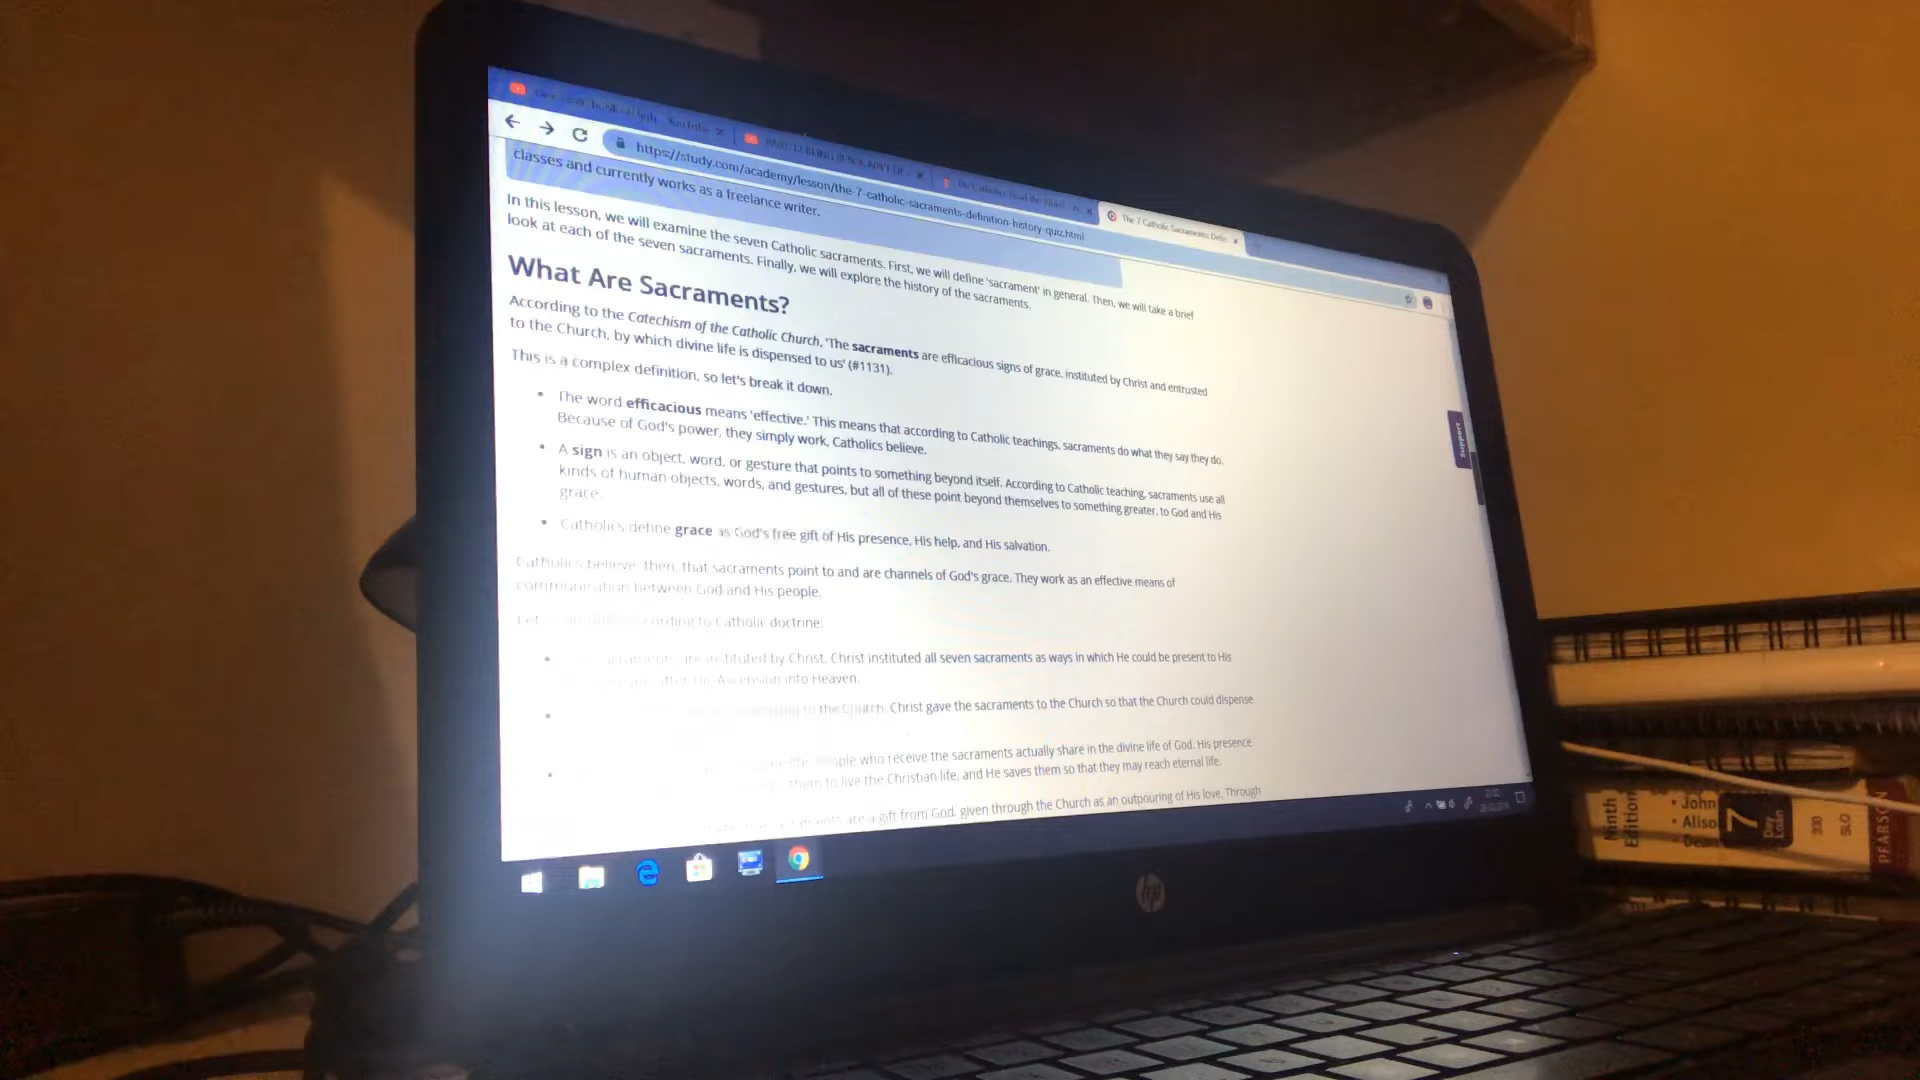 YouTube
The 7 Catholic Sacraments
https://study.com/academy/lesson/the-7-catholic-sacraments-definition-history-quiz.html
classes and currently works as a freelance writer.
In this lesson, we will examine the seven Catholic sacraments. First, we will define 'sacrament' in general. Then, we will take a brief
look at each of the seven sacraments. Finally, we will explore the history of the sacraments.
What Are Sacraments?
According to the Catechism of the Catholic Church, 'The sacraments are efficacious signs of grace, instituted by Christ and entrusted
to the Church, by which divine life is dispensed to us' (#1131).
This is a complex definition, so let's break it down.
• The word efficacious means 'effective.' This means that according to Catholic teachings, sacraments do what they say they do.
Because of God's power, they simply work, Catholics believe.
• A sign is an object, word, or gesture that points to something beyond itself. According to Catholic teaching, sacraments use all
kinds of human objects, words, and gestures, but all of these point beyond themselves to something greater, to God and His
grace.
• Catholics define grace as God's free gift of His presence, His help, and His salvation.
Catholics believe, then, that sacraments point to and are channels of God's grace. They work as an effective means of
communication between God and His people.
according to Catholic doctrine:
• sacraments are instituted by Christ. Christ instituted all seven sacraments as ways in which He could be present to His
after His Ascension into Heaven.
• to the Church. Christ gave the sacraments to the Church so that the Church could dispense
• people who receive the sacraments actually share in the divine life of God. His presence
them to live the Christian life, and He saves them so that they may reach eternal life.
are a gift from God, given through the Church as an outpouring of His love. Through
Support
hp
Ninth
Edition
• John
• Aliso
• Dean
7
Day
Loan
330
SLO
PEARSON